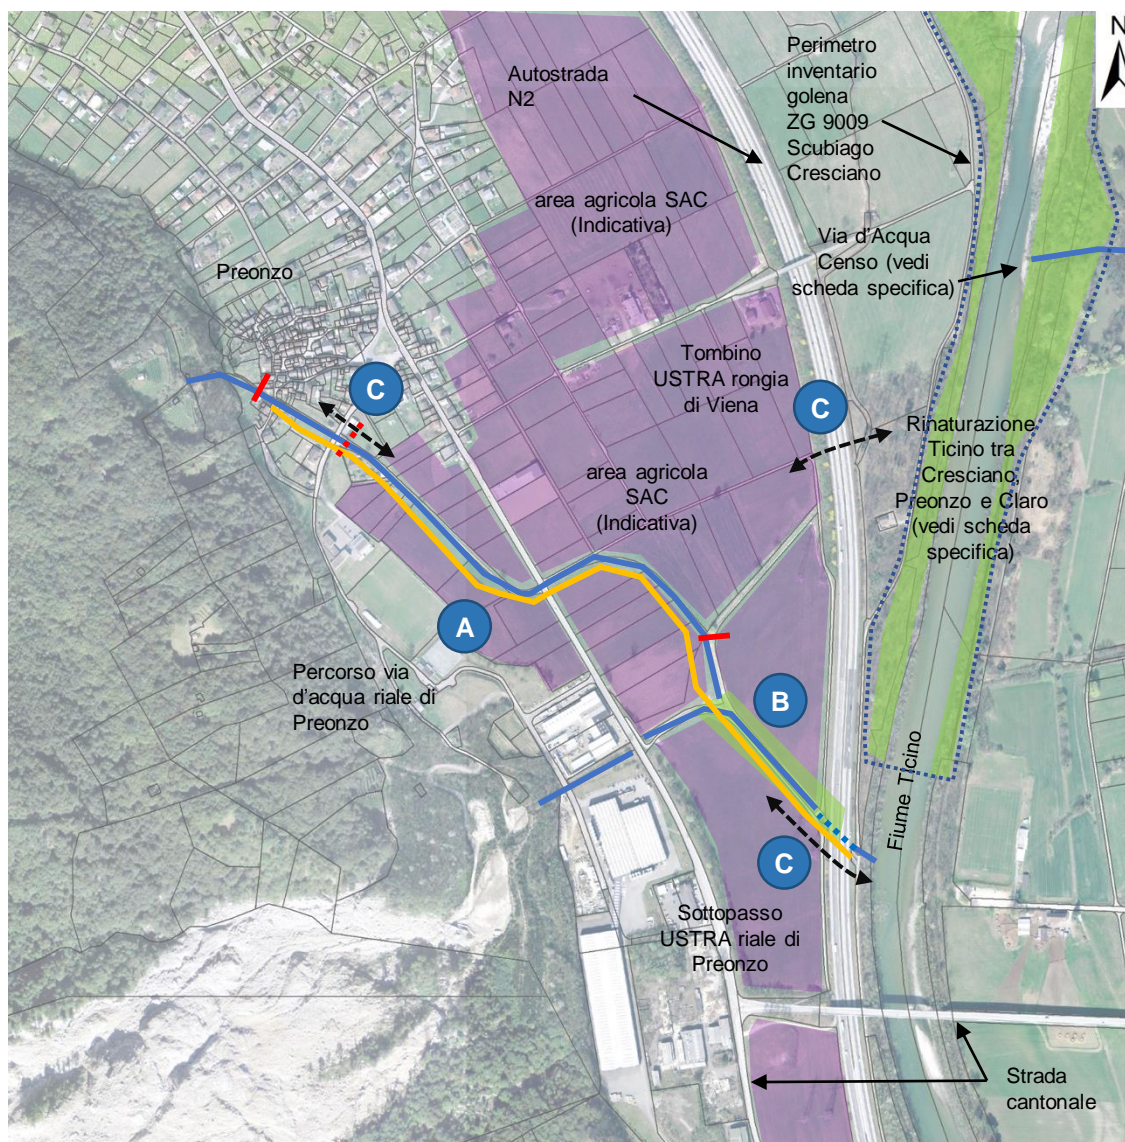 N
Autostrada
N2
Perimetro
inventario
golena
ZG 9009
Scubiago
Cresciano
area agricola SAC
(Indicativa)
Via d'Acqua
Censo (vedi
scheda specifica)
Preonzo
C
Tombino
USTRA rongia
di Viena
C
Rinaturazione
Ticino tra
Cresciano,
Preonzo e Claro
(vedi scheda
specifica)
area agricola
SAC
(Indicativa)
A
Percorso via
d'acqua riale di
Preonzo
B
Fiume Ticino
C
Sottopasso
USTRA riale di
Preonzo
Strada
cantonale